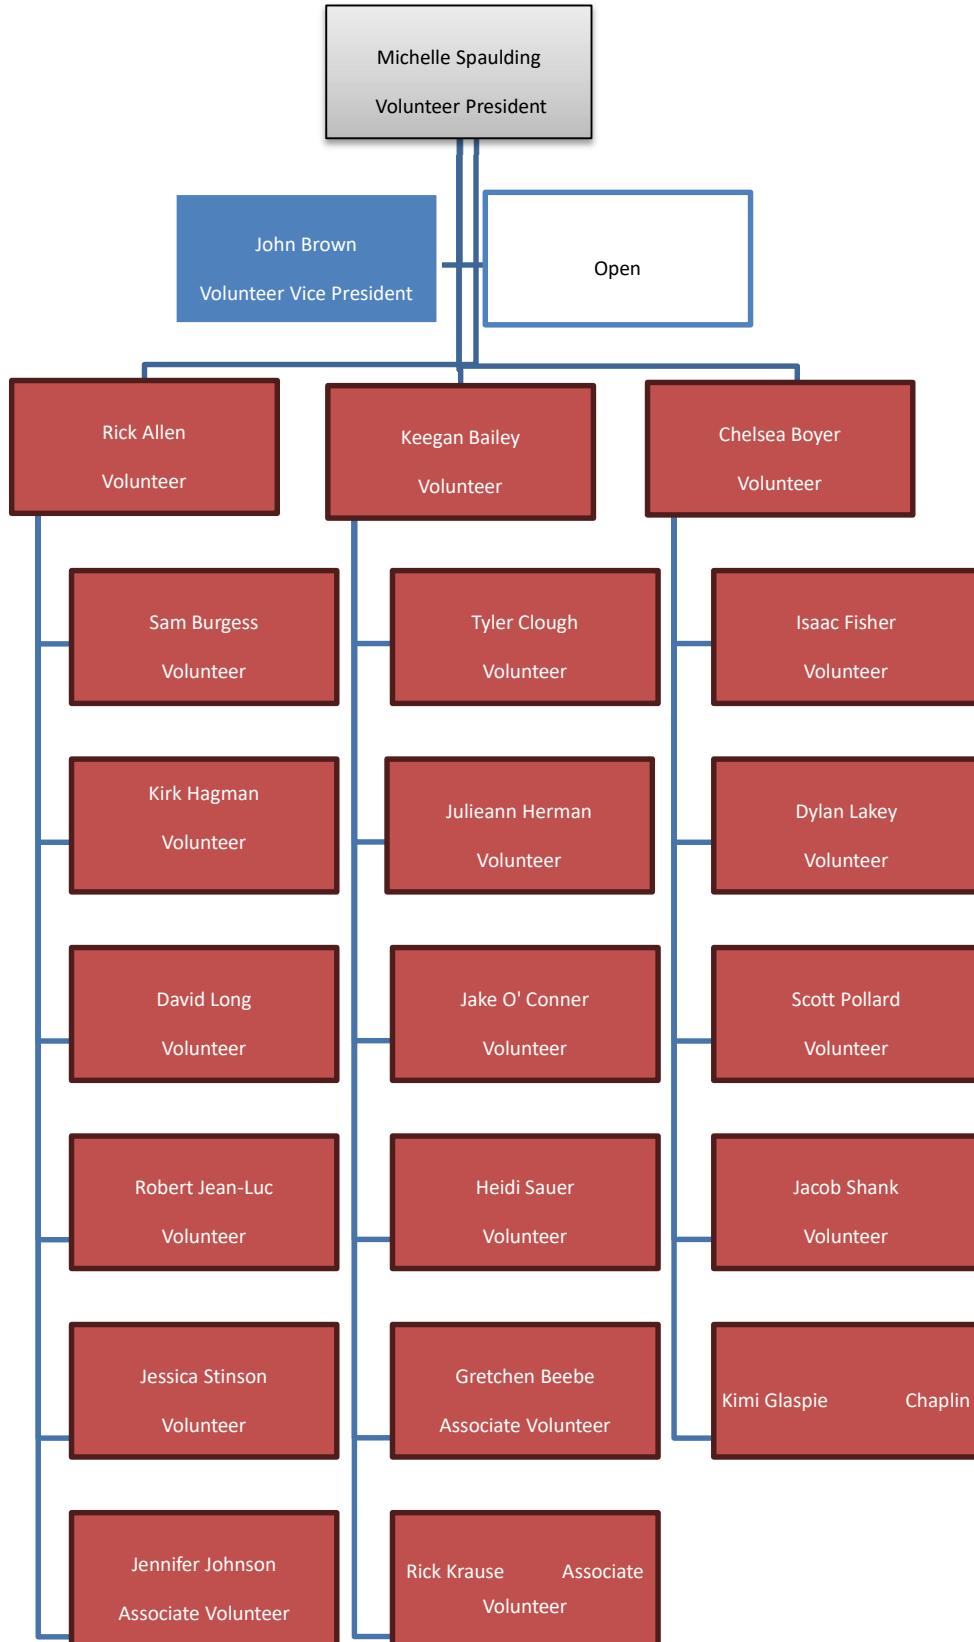 Michelle Spaulding
Volunteer President
John Brown
Volunteer Vice President
Open
Rick Allen
Volunteer
Keegan Bailey
Volunteer
Chelsea Boyer
Volunteer
Sam Burgess
Volunteer
Tyler Clough
Volunteer
Isaac Fisher
Volunteer
Kirk Hagman
Volunteer
Julieann Herman
Volunteer
Dylan Lakey
Volunteer
David Long
Volunteer
Jake O' Conner
Volunteer
Scott Pollard
Volunteer
Robert Jean-Luc
Volunteer
Heidi Sauer
Volunteer
Jacob Shank
Volunteer
Jessica Stinson
Volunteer
Gretchen Beebe
Associate Volunteer
Kimi Glaspie Chaplin
Jennifer Johnson
Associate Volunteer
Rick Krause Associate
Volunteer